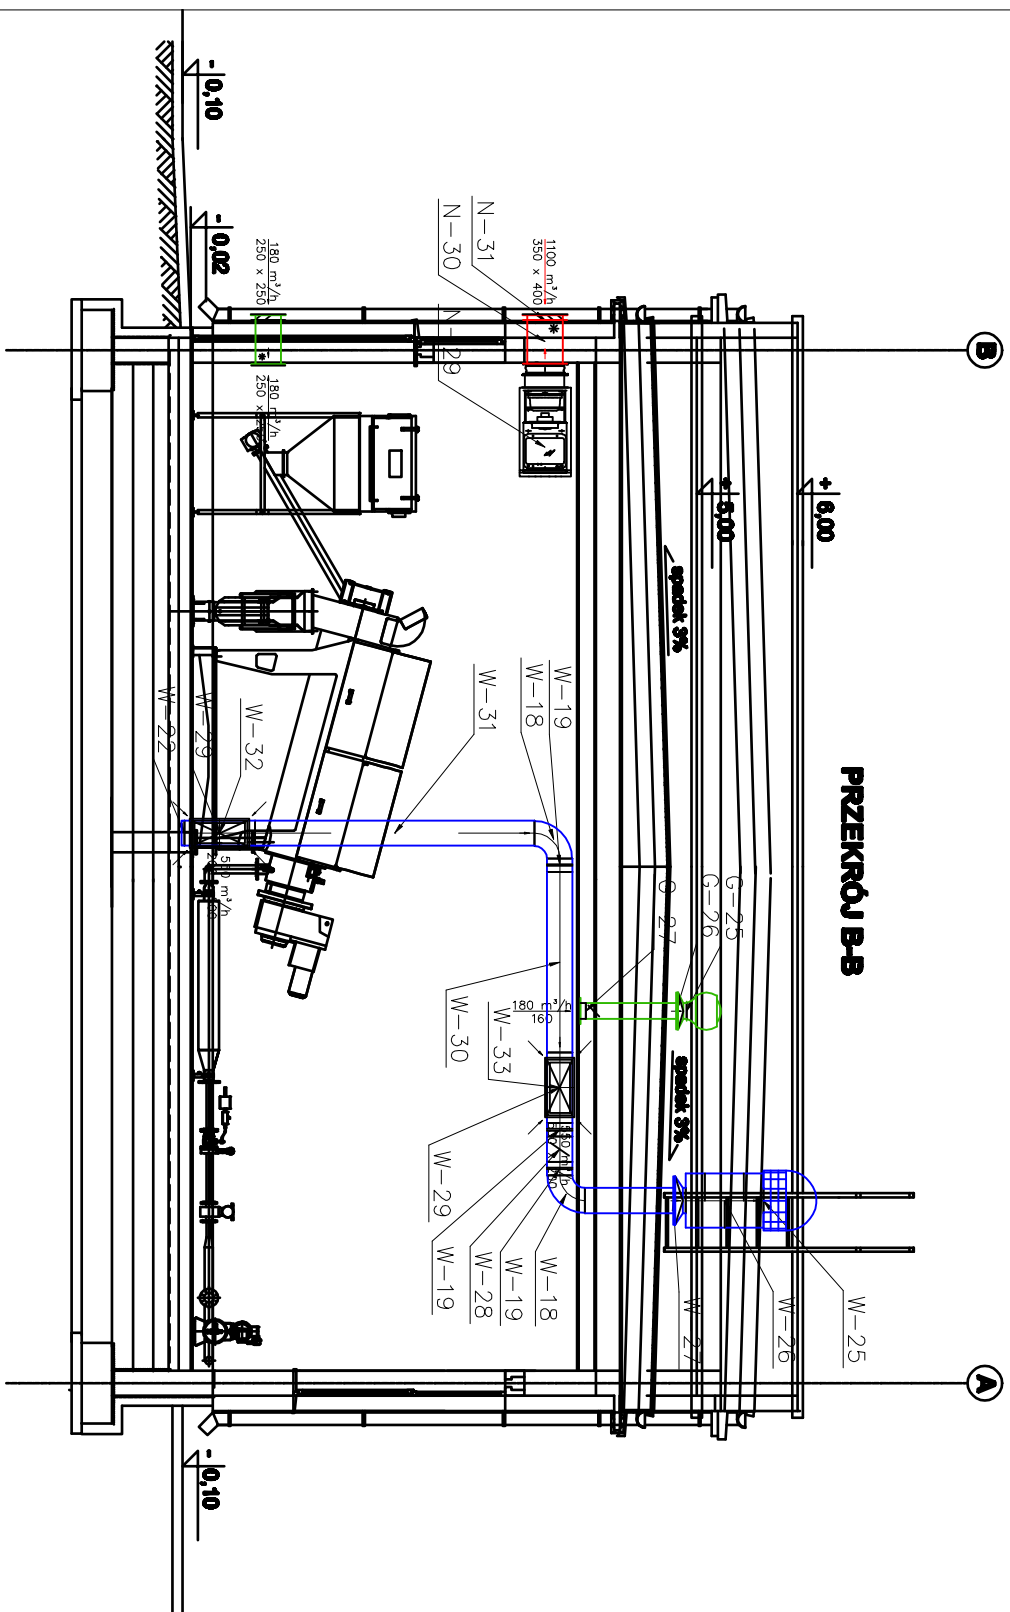 PRZEKRÓJ B-B
B
A
+ 6,00
+ 5,00
spadek 3%
spadek 3%
- 0,10
- 0,02
- 0,10
N-31
N-30
N-29
1100 m³/h
350 x 400
180 m³/h
250 x 250
180 m³/h
W-19
W-18
W-31
W-32
W-29
W-22
G-25
G-26
G-27
180 m³/h
160
W-30
W-33
W-29
W-19
W-28
W-19
W-18
W-25
W-26
W-27